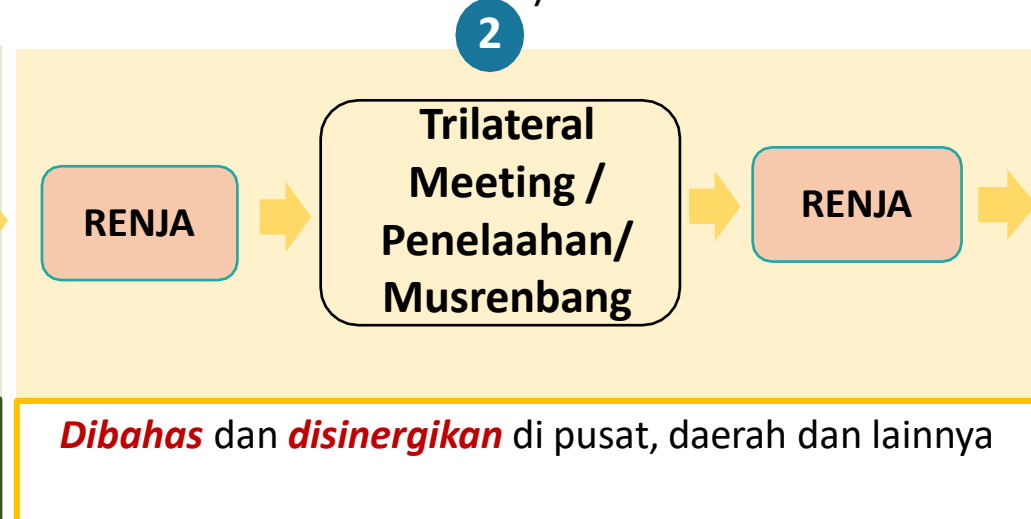 2
RENJA
Trilateral
Meeting /
Penelaahan/
Musrenbang
RENJA
Dibahas dan disinergikan di pusat, daerah dan lainnya